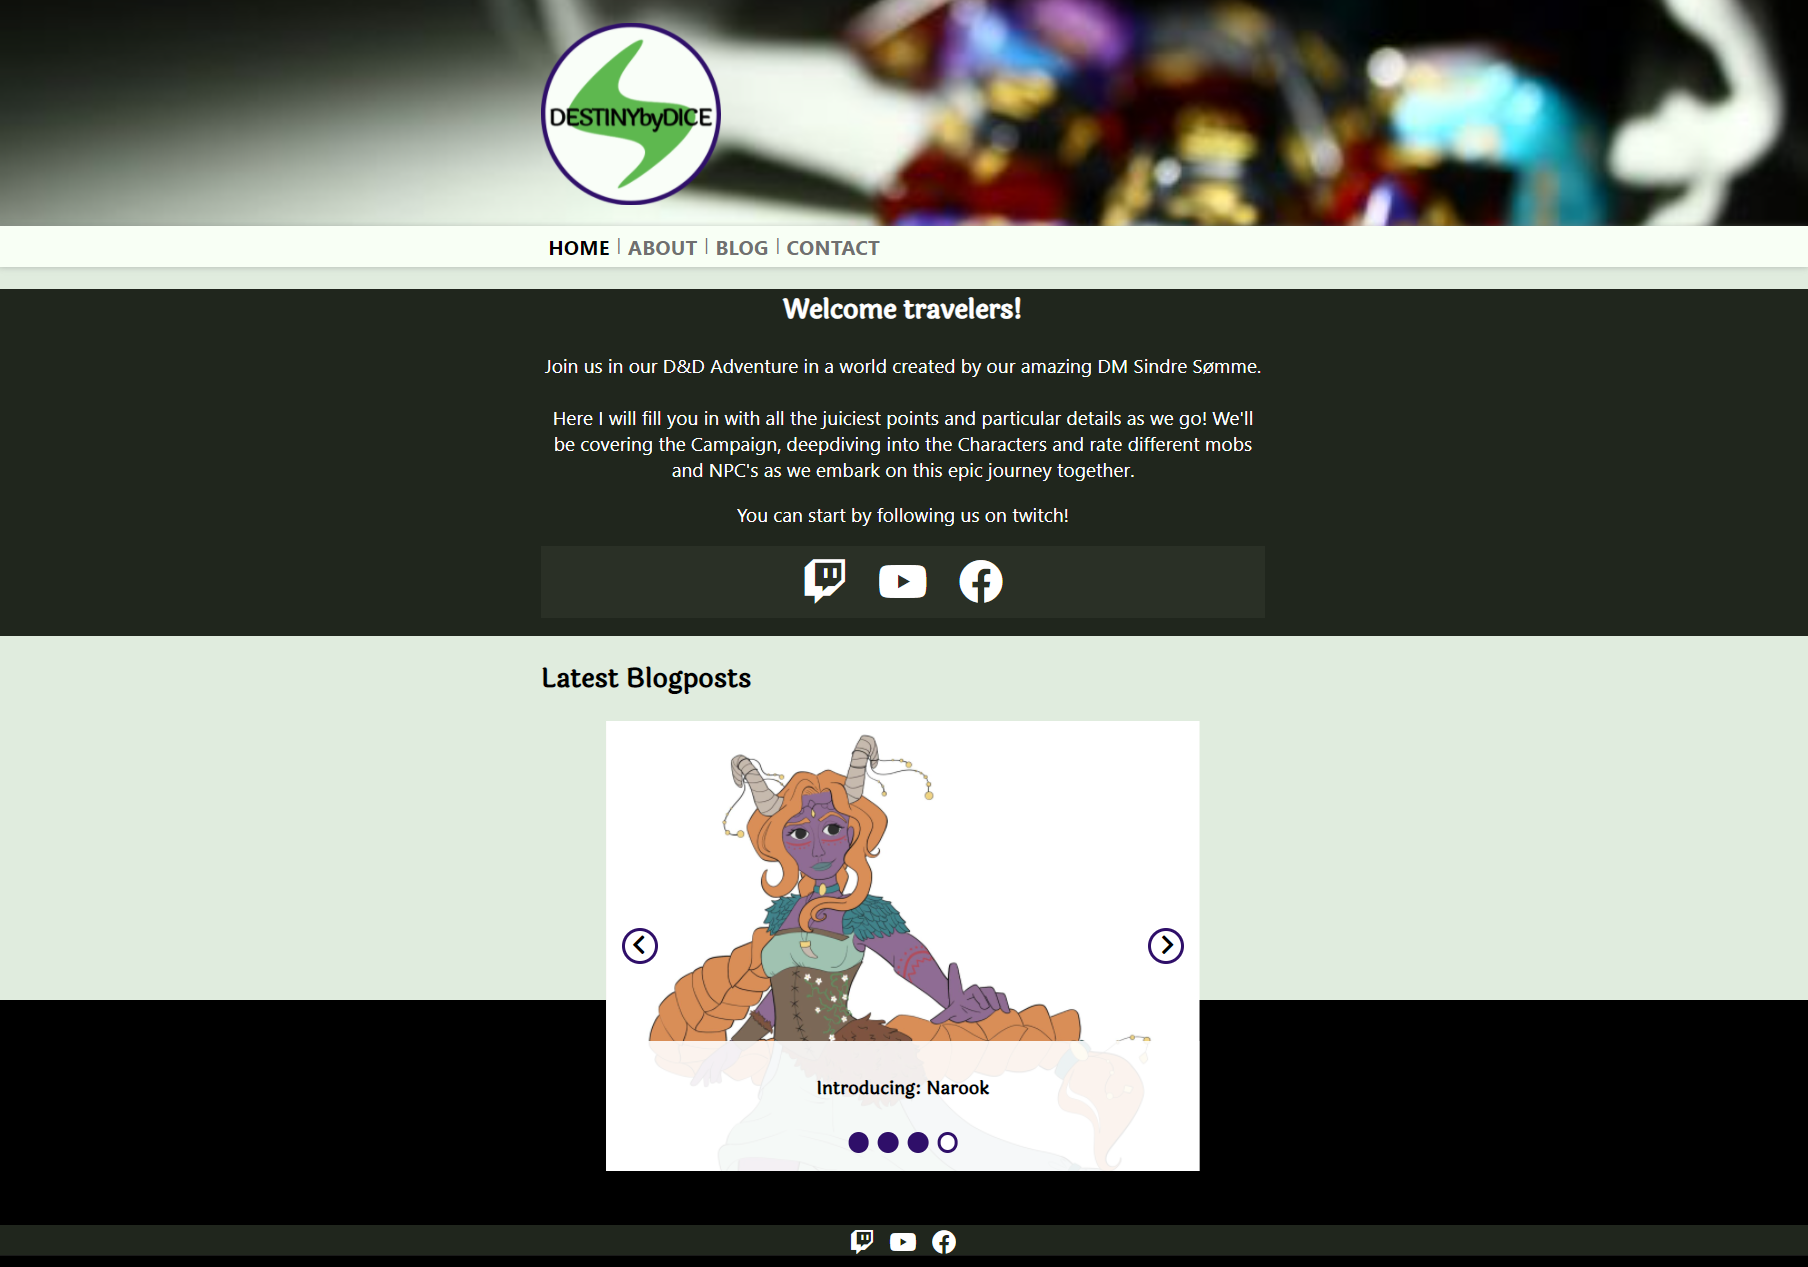 DESTINYbyDICE
HOME | ABOUT | BLOG | CONTACT
Welcome travelers!
Join us in our D&D Adventure in a world created by our amazing DM Sindre Sømme.
Here I will fill you in with all the juiciest points and particular details as we go! We'll
be covering the Campaign, deepdiving into the Characters and rate different mobs
and NPC's as we embark on this epic journey together.
You can start by following us on twitch!
Latest Blogposts
Introducing: Narook